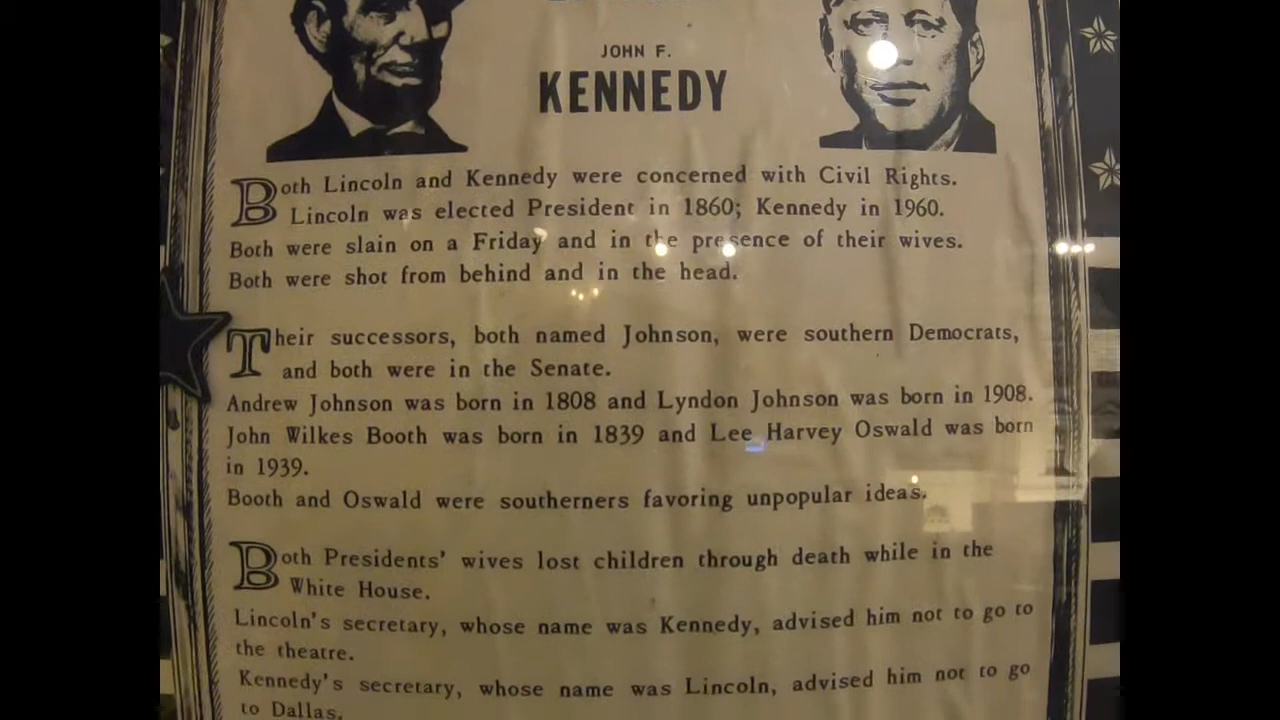 JOHN F.
KENNEDY
Both Lincoln and Kennedy were concerned with Civil Rights.
Lincoln was elected President in 1860; Kennedy in 1960.
Both were slain on a Friday and in the presence of their wives.
Both were shot from behind and in the head.
Their successors, both named Johnson, were southern Democrats,
and both were in the Senate.
Andrew Johnson was born in 1808 and Lyndon Johnson was born in 1908.
John Wilkes Booth was born in 1839 and Lee Harvey Oswald was born
in 1939.
Booth and Oswald were southerners favoring unpopular ideas.
Both Presidents' wives lost children through death while in the
White House.
Lincoln's secretary, whose name was Kennedy, advised him not to go to
the theatre.
Kennedy's secretary, whose name was Lincoln, advised him not to go
to Dallas.